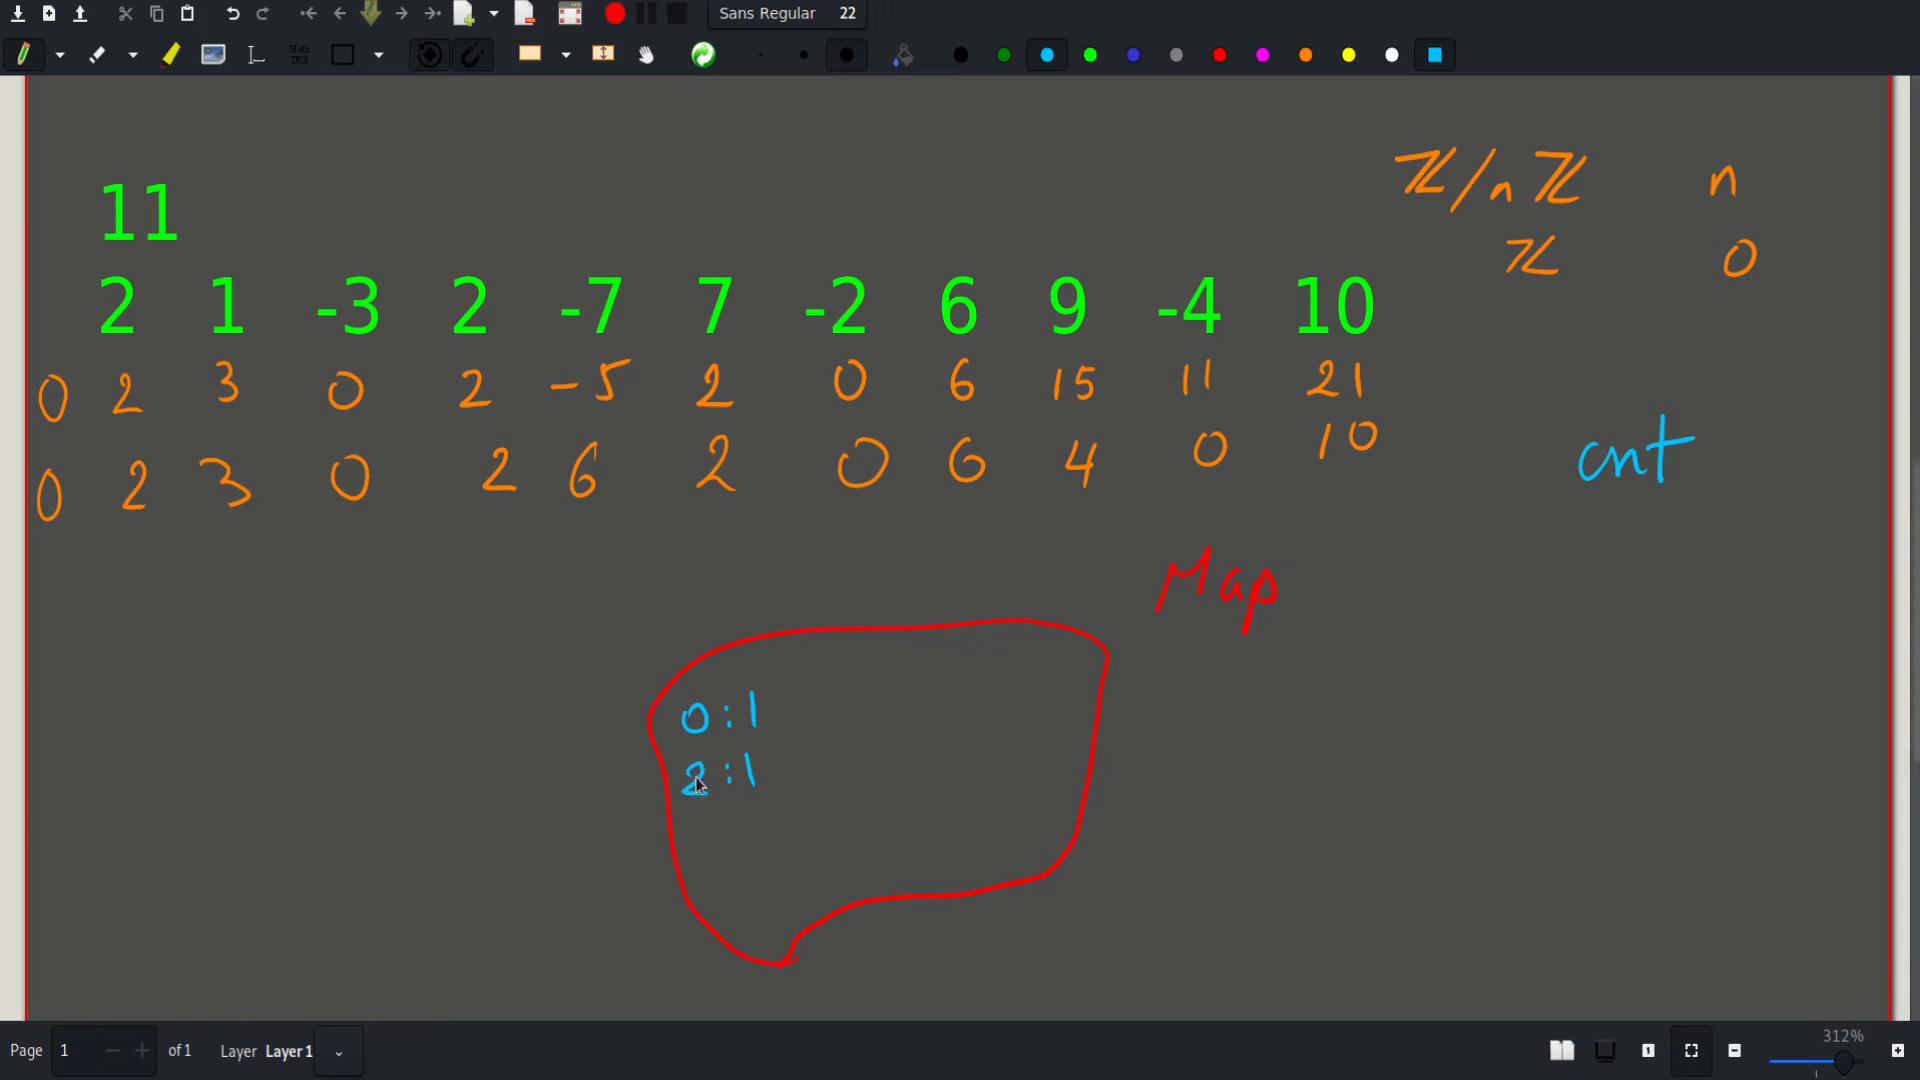 Sans Regular 22
Math TEX
ℤ/nℤ n
11
ℤ 0
2 1 -3 2 -7 7 -2 6 9 -4 10
0 2 3 0 2 -5 2 0 6 15 11 21
0 2 3 0 2 6 2 0 6 4 0 10
cnt
Map
0:1
2:1
312%
Page 1 of 1 Layer Layer 1